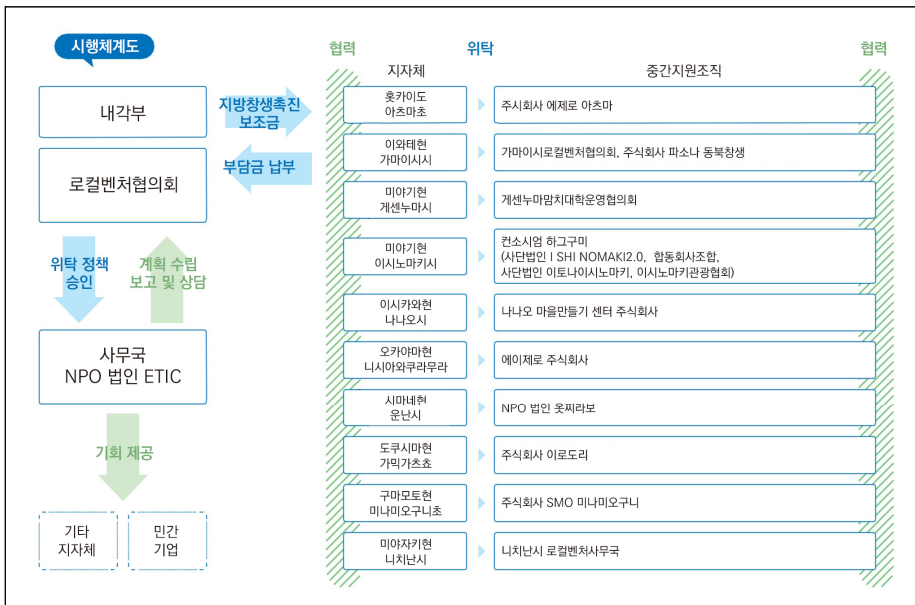 시행체계도
내각부
로컬벤처협의회
지방창생촉진
보조금
부담금 납부
위탁 정책
승인
계획 수립
보고 및 상담
사무국
NPO 법인 ETIC
기회 제공
기타
지자체
민간
기업
협력
위탁
협력
지자체
중간지원조직
홋카이도
아츠마초
주시회사 에제로 아츠마
이와테현
가마이시시
가마이시로컬벤처협의회, 주식회사 파소나 동북창생
미야기현
게센누마시
게센누마맘치대학운영협의회
미야기현
이시노마키시
컨소시엄 하그구미
(사단법인 I SHI NOMAKI2.0, 합동회사조합,
사단법인 이토나이시노마키, 이시노마키관광협회)
이시카와현
나나오시
나나오 마을만들기 센터 주식회사
오카야마현
니시아와쿠라무라
에이제로 주식회사
시마네현
운난시
NPO 법인 옷찌라보
도쿠시마현
가믹가츠쵸
주식회사 이로도리
구마모토현
미나미오구니초
주식회사 SMO 미나미오구니
미야자키현
니치난시
니치난시 로컬벤처사무국